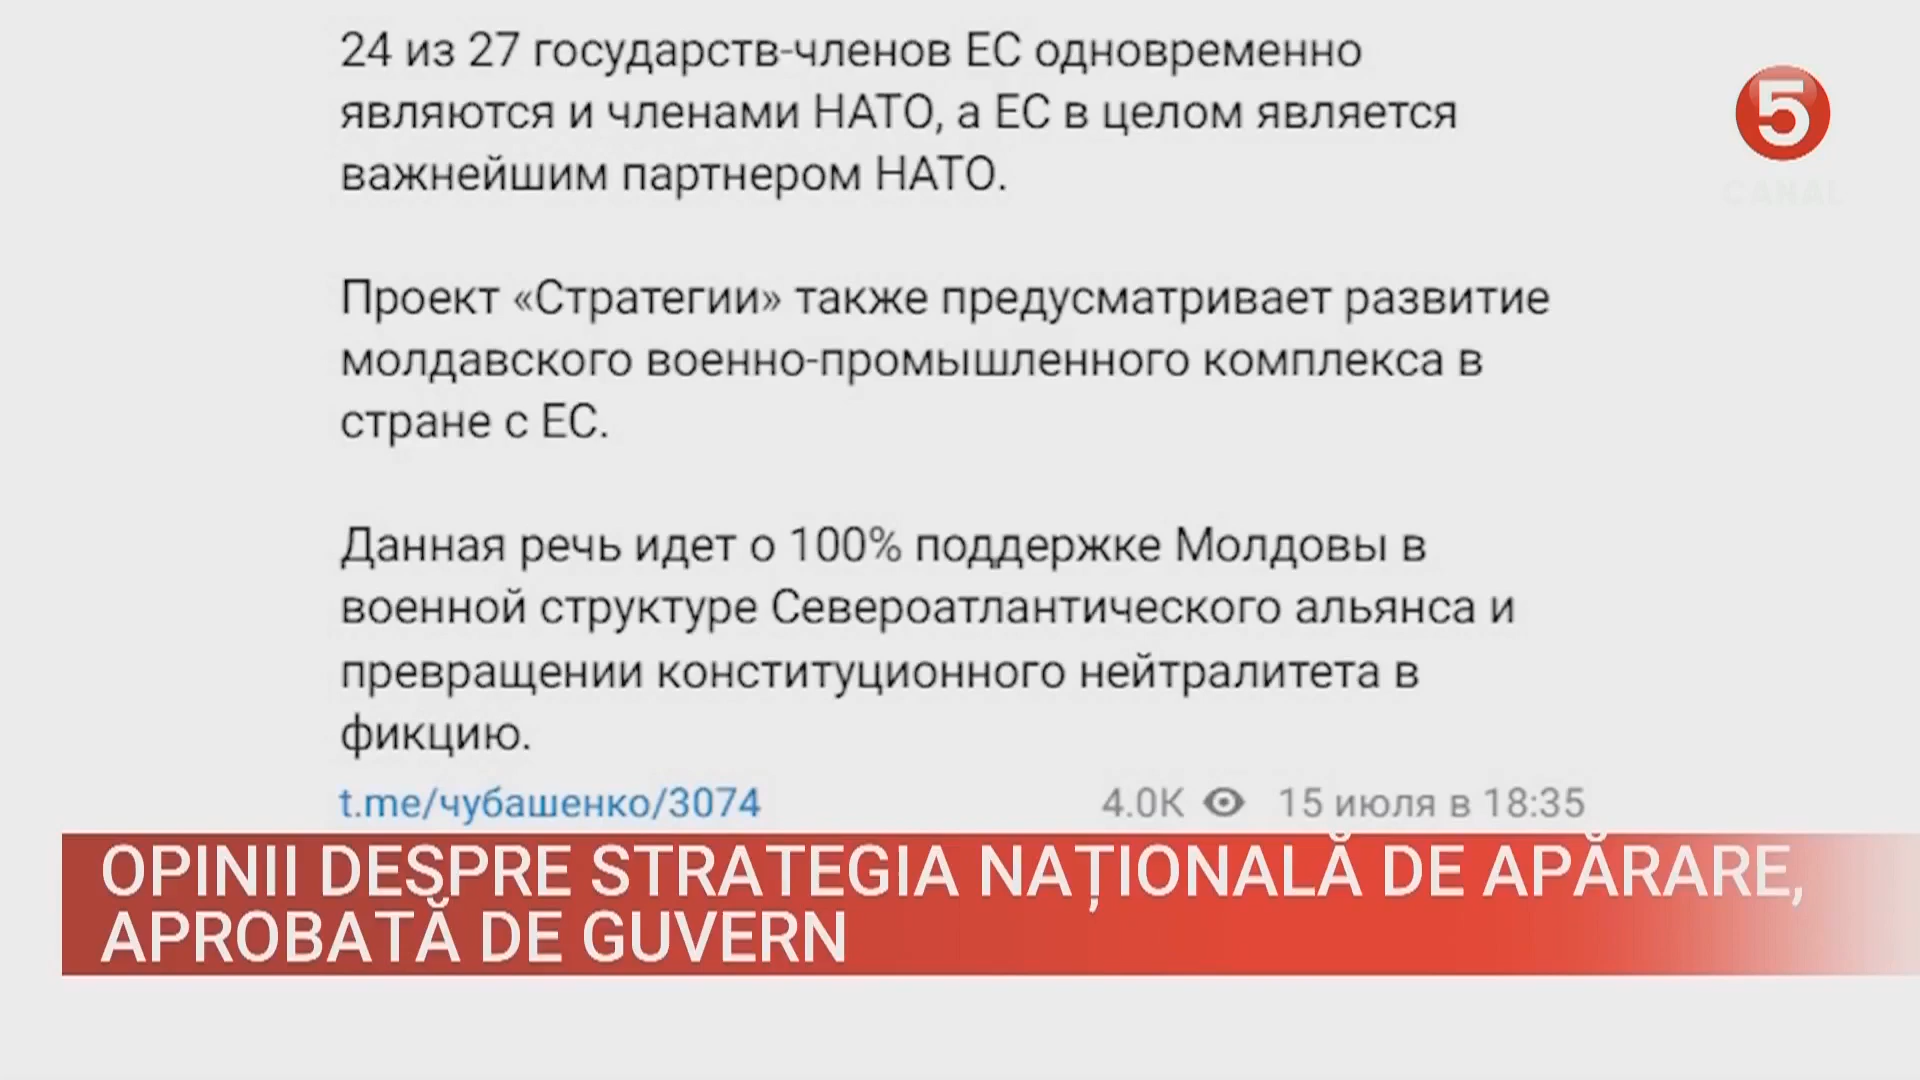 24 из 27 государств-членов ЕС одновременно
являются и членами НАТО, а ЕС в целом является
важнейшим партнером НАТО.
5
CANAL
Проект «Стратегии» также предусматривает развитие
молдавского военно-промышленного комплекса в
стране с ЕС.
Данная речь идет о 100% поддержке Молдовы в
военной структуре Североатлантического альянса и
превращении конституционного нейтралитета в
фикцию.
t.me/чубашенко/3074
4.0K 15 июля в 18:35
OPINII DESPRE STRATEGIA NAȚIONALĂ DE APĂRARE,
APROBATĂ DE GUVERN